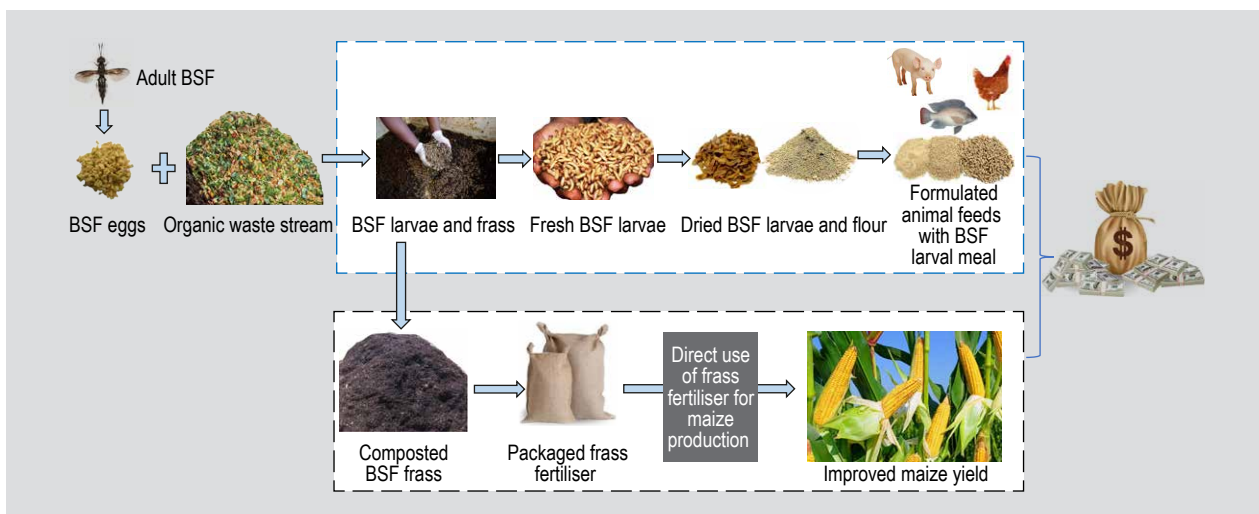 Adult BSF
BSF eggs
Organic waste stream
BSF larvae and frass
Fresh BSF larvae
Dried BSF larvae and flour
Formulated
animal feeds
with BSF
larval meal
$
Composted
BSF frass
Packaged frass
fertiliser
Direct use
of frass
fertiliser for
maize
production
Improved maize yield